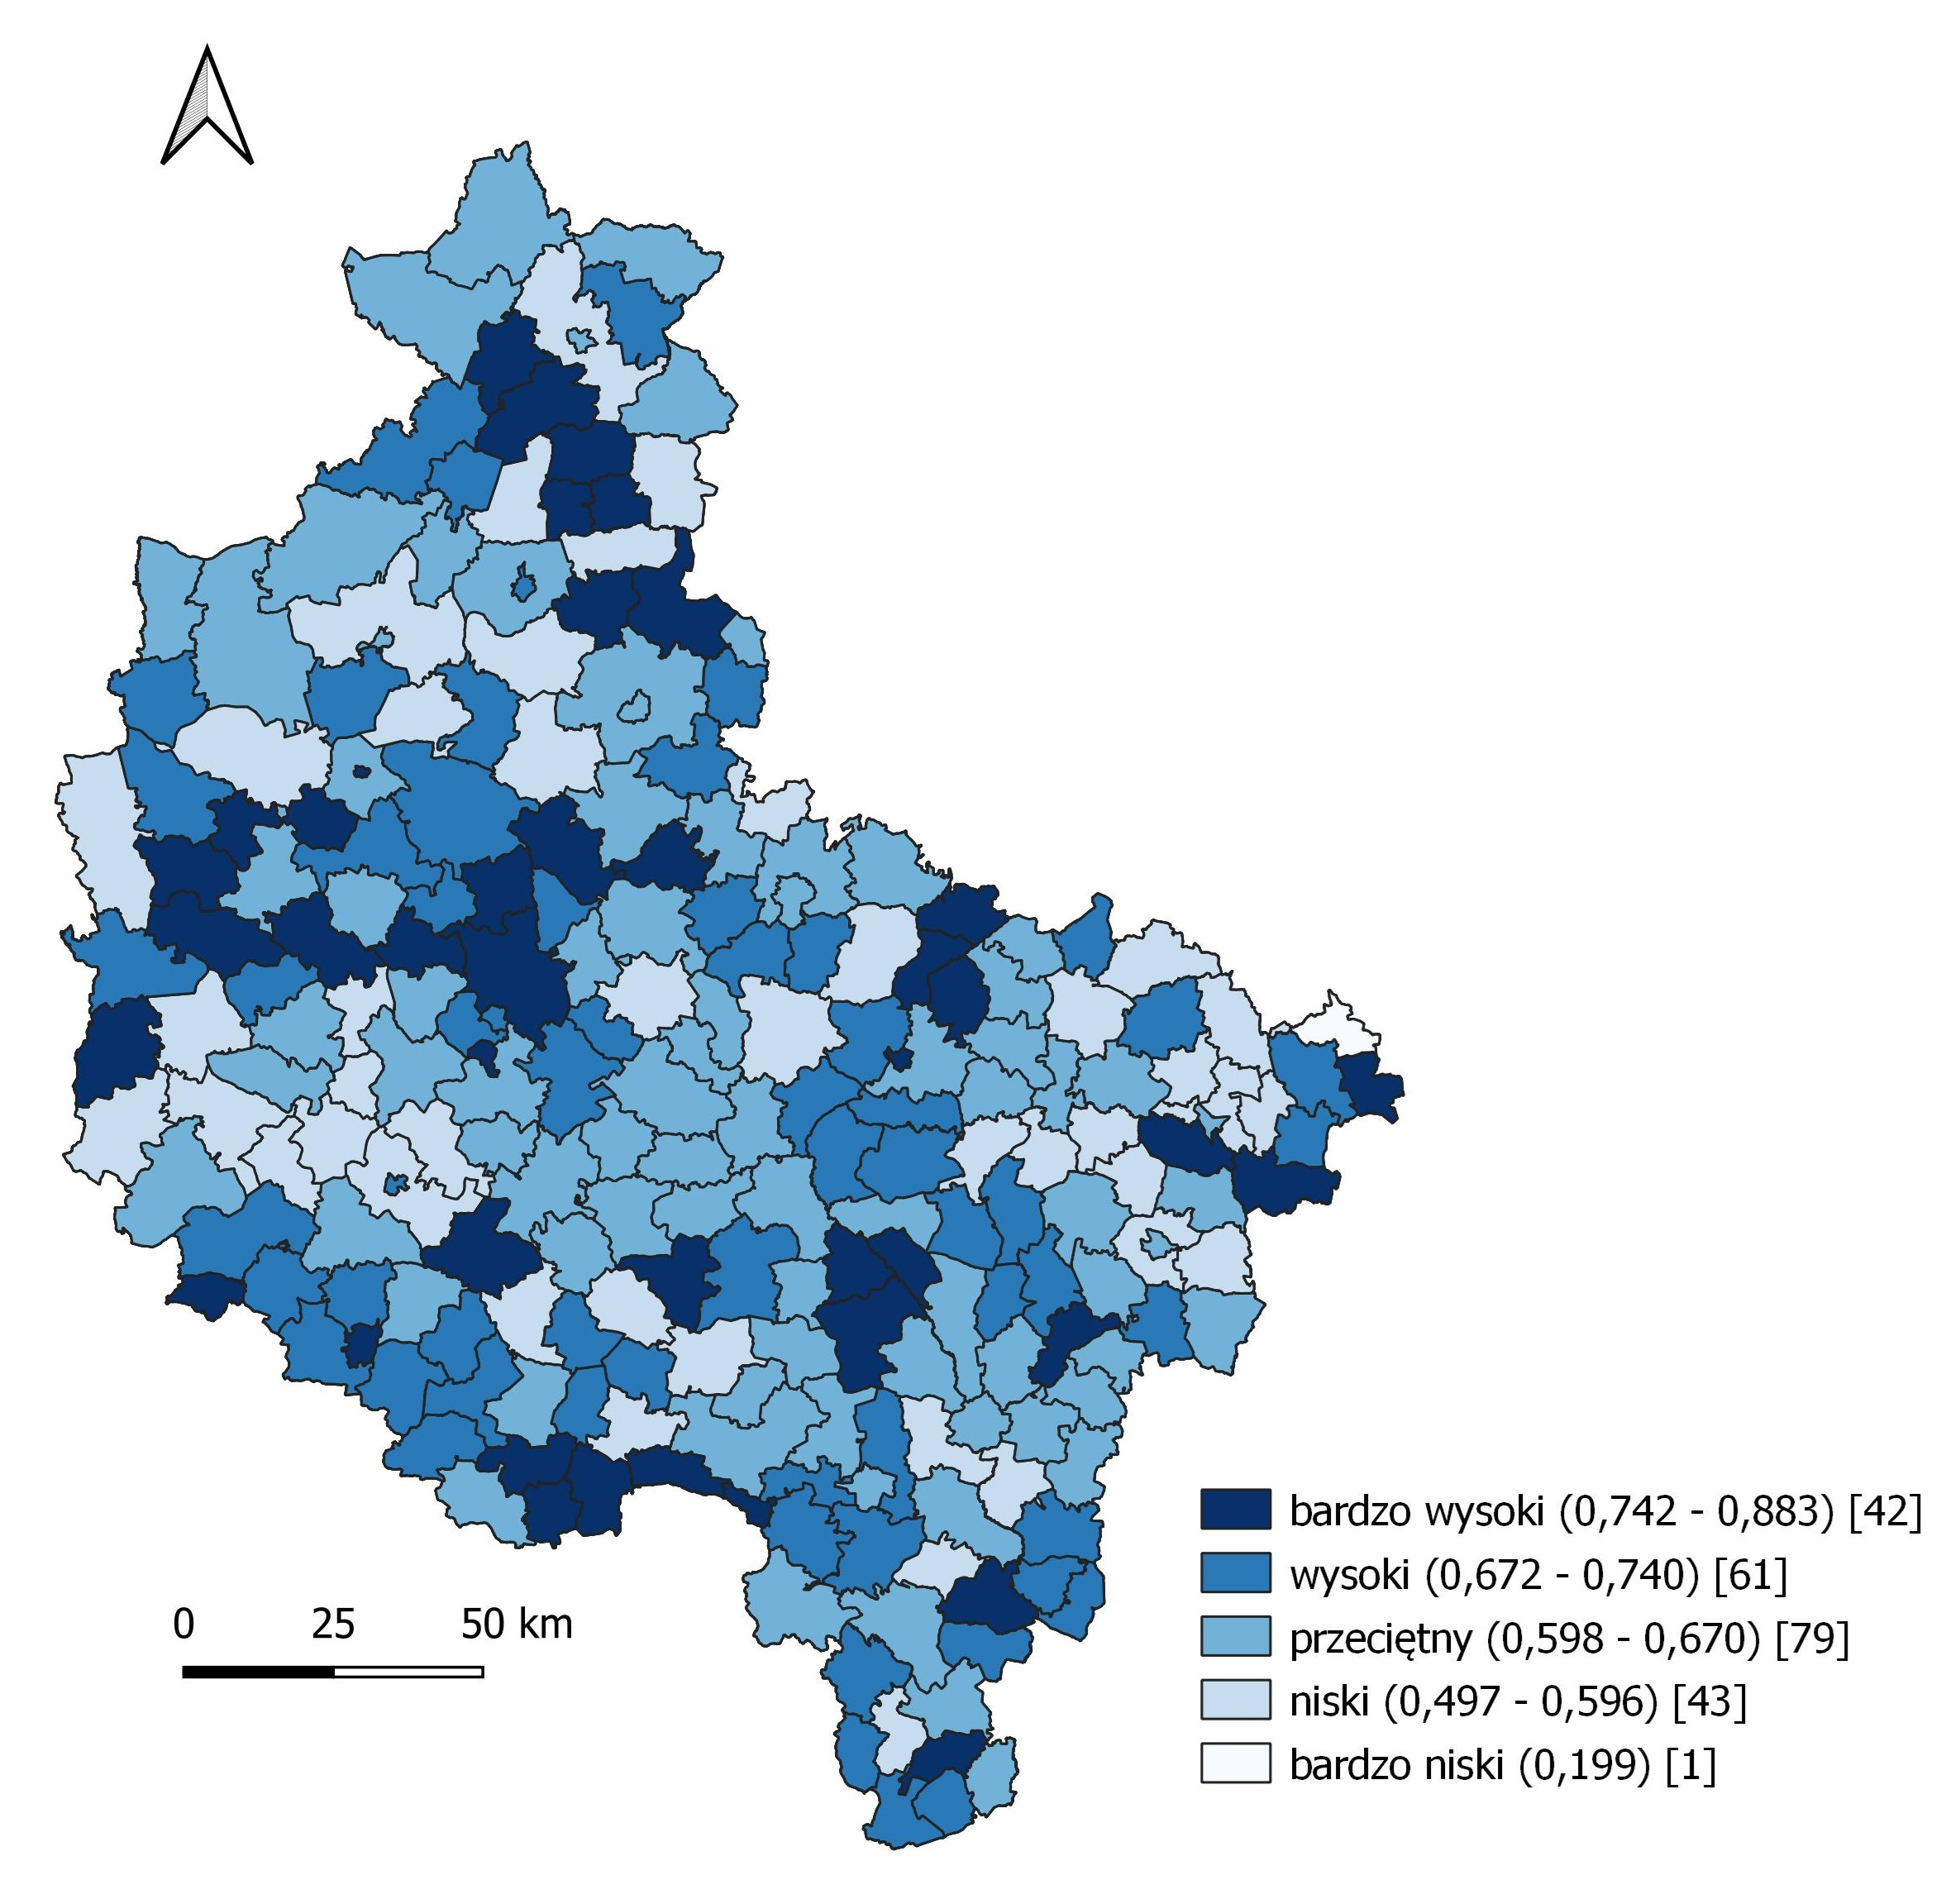 bardzo wysoki (0,742 - 0,883) [42]
wysoki (0,672 - 0,740) [61]
przeciętny (0,598 - 0,670) [79]
niski (0,497 - 0,596) [43]
bardzo niski (0,199) [1]
0 25 50 km